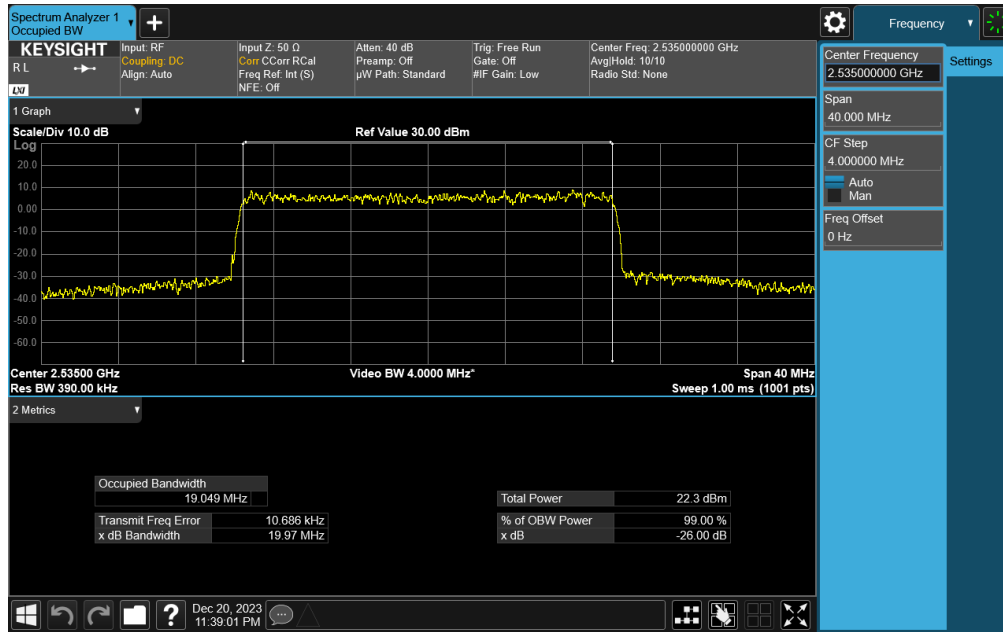 Spectrum Analyzer 1
Occupied BW
Frequency
KEYSIGHT
R L
LXI
Input: RF
Coupling: DC
Align: Auto
Input Z: 50 Ω
Corr CCorr RCal
Freq Ref: Int (S)
NFE: Off
Atten: 40 dB
Preamp: Off
µW Path: Standard
Trig: Free Run
Gate: Off
#IF Gain: Low
Center Freq: 2.535000000 GHz
Avg|Hold: 10/10
Radio Std: None
Center Frequency
2.535000000 GHz
Settings
Span
40.000 MHz
CF Step
4.000000 MHz
Auto
Man
Freq Offset
0 Hz
1 Graph
Scale/Div 10.0 dB
Ref Value 30.00 dBm
Log
20.0
10.0
0.00
-10.0
-20.0
-30.0
-40.0
-50.0
-60.0
Center 2.53500 GHz
Video BW 4.0000 MHz*
Span 40 MHz
Res BW 390.00 kHz
Sweep 1.00 ms (1001 pts)
2 Metrics
Occupied Bandwidth
19.049 MHz
Total Power 22.3 dBm
Transmit Freq Error 10.686 kHz
% of OBW Power 99.00 %
x dB Bandwidth 19.97 MHz
x dB -26.00 dB
?
Dec 20, 2023
11:39:01 PM